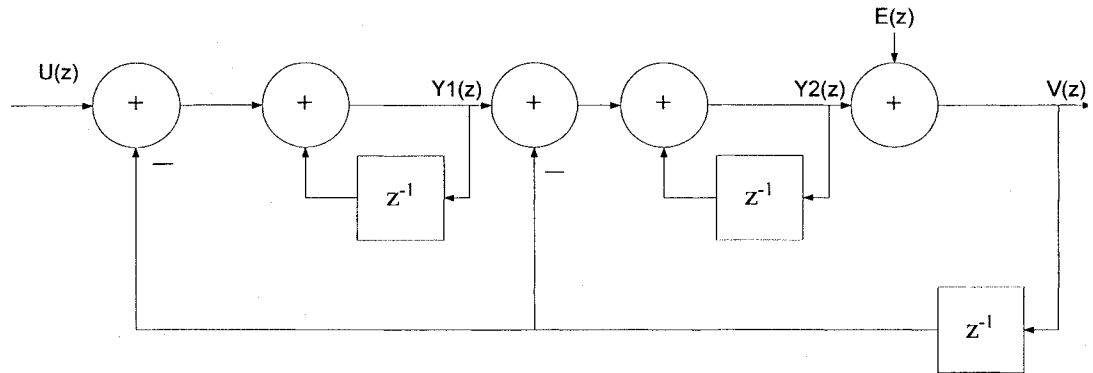 E(z)
U(z)
+
+
Y1(z)
+
+
Y2(z)
+
V(z)
—
z⁻¹
—
z⁻¹
z⁻¹